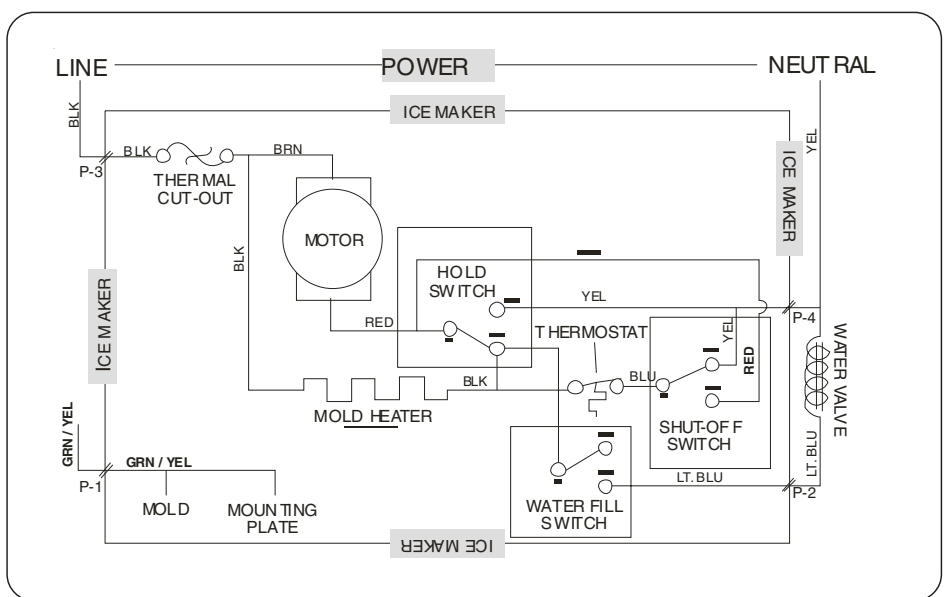 LINE POWER NEUTRAL
BLK
ICE MAKER
YEL
P-3
BLK
BRN
THERMAL
CUT-OUT
ICE MAKER
BLK
MOTOR
HOLD
SWITCH
YEL
ICE MAKER
RED
THERMOSTAT
YEL
P-4
RED
WATER VALVE
BLK
BLU
MOLD HEATER
SHUT-OFF
SWITCH
GRN / YEL
GRN / YEL
LT. BLU
LT. BLU
P-1
P-2
MOLD
MOUNTING
PLATE
WATER FILL
SWITCH
ICE MAKER